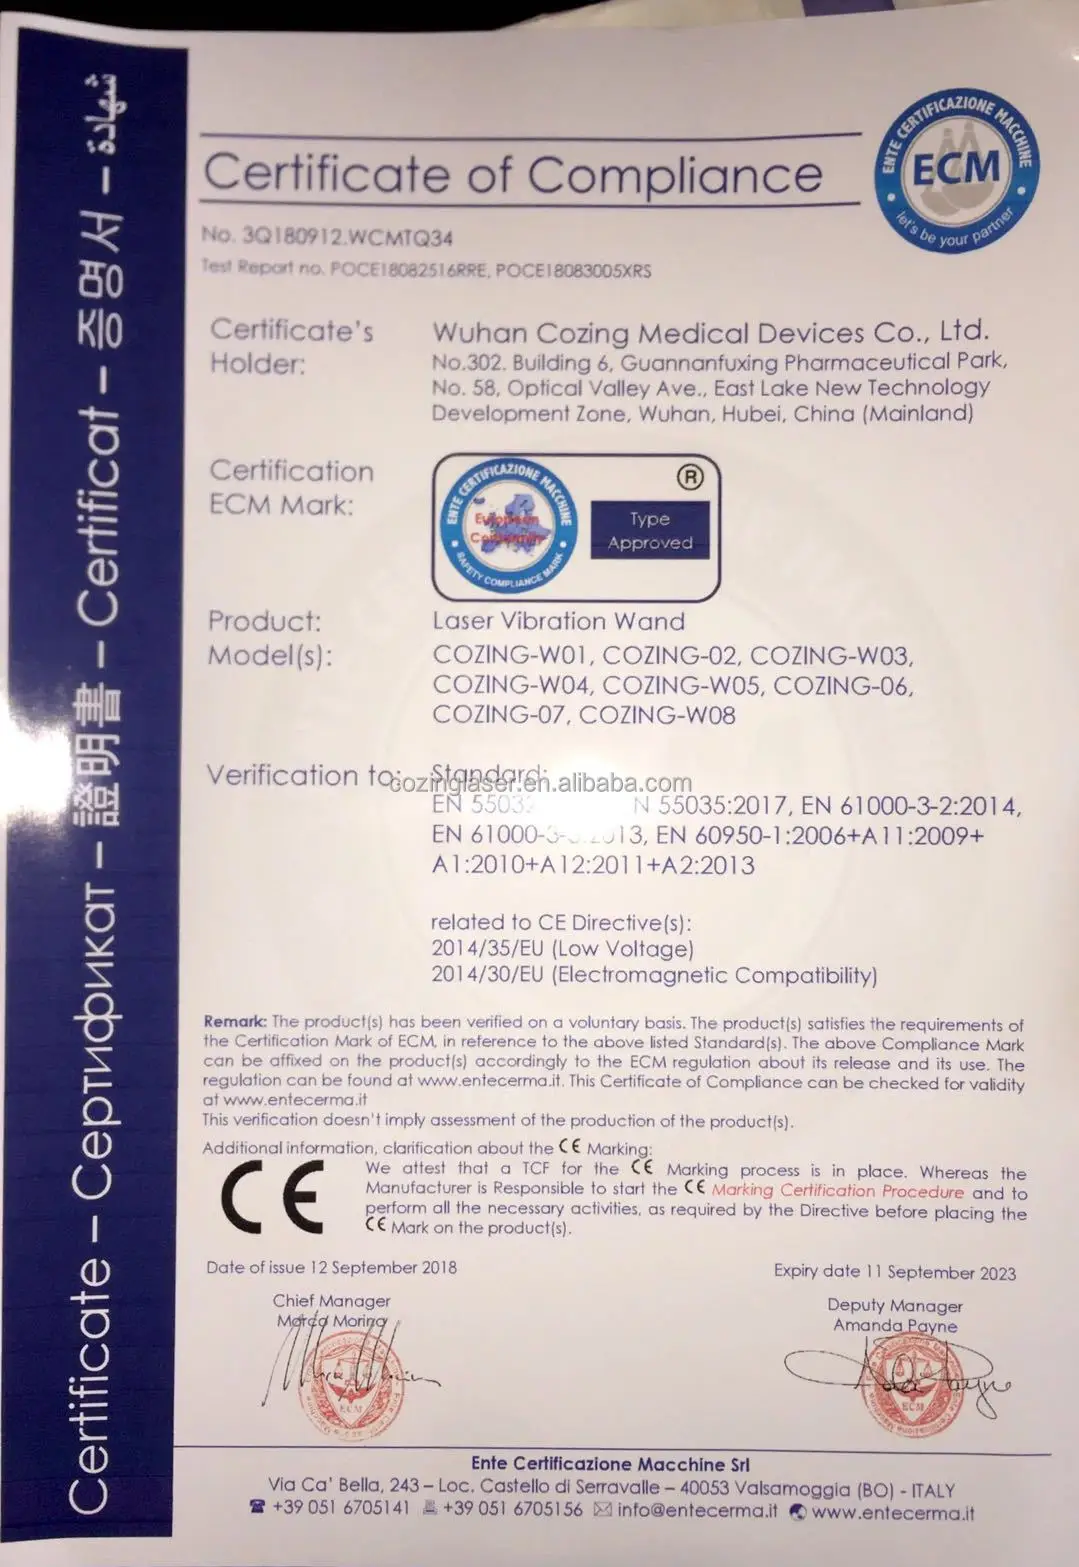 Certificate – Сертификат – 證明書 – Certificat – 증명서 – شهادة
ENTE CERTIFICAZIONE MACCHINE
ECM
let's be your partner
Certificate of Compliance
No. 3Q180912.WCMTQ34
Test Report no. POCE18082516RRE, POCE18083005XRS
Certificate's Holder:
Wuhan Cozing Medical Devices Co., Ltd.
No.302, Building 6, Guannanfuxing Pharmaceutical Park,
No. 58, Optical Valley Ave., East Lake New Technology
Development Zone, Wuhan, Hubei, China (Mainland)
Certification
ECM Mark:
ENTE CERTIFICAZIONE MACCHINE
European
SAFETY COMPLIANCE MARK
®
Type
Approved
Product: Laser Vibration Wand
Model(s): COZING-W01, COZING-02, COZING-W03,
COZING-W04, COZING-W05, COZING-06,
COZING-07, COZING-W08
Verification to: Standard:
cozinglaser.en.alibaba.com
EN 55032 N 55035:2017, EN 61000-3-2:2014,
EN 61000-3-3:2013, EN 60950-1:2006+A11:2009+
A1:2010+A12:2011+A2:2013
related to CE Directive(s):
2014/35/EU (Low Voltage)
2014/30/EU (Electromagnetic Compatibility)
Remark: The product(s) has been verified on a voluntary basis. The product(s) satisfies the requirements of
the Certification Mark of ECM, in reference to the above listed Standard(s). The above Compliance Mark
can be affixed on the product(s) accordingly to the ECM regulation about its release and its use. The
regulation can be found at www.entecerma.it. This Certificate of Compliance can be checked for validity
at www.entecerma.it
This verification doesn't imply assessment of the production of the product(s).
Additional information, clarification about the CE Marking:
CE
We attest that a TCF for the CE Marking process is in place. Whereas the
Manufacturer is Responsible to start the CE Marking Certification Procedure and to
perform all the necessary activities, as required by the Directive before placing the
CE Mark on the product(s).
Date of issue 12 September 2018
Expiry date 11 September 2023
Chief Manager
Marco Morina
Deputy Manager
Amanda Payne
ECM
ECM
Ente Certificazione Macchine Srl
Via Ca' Bella, 243 – Loc. Castello di Serravalle – 40053 Valsamoggia (BO) - ITALY
☎ +39 051 6705141 +39 051 6705156 ✉ info@entecerma.it www.entecerma.it